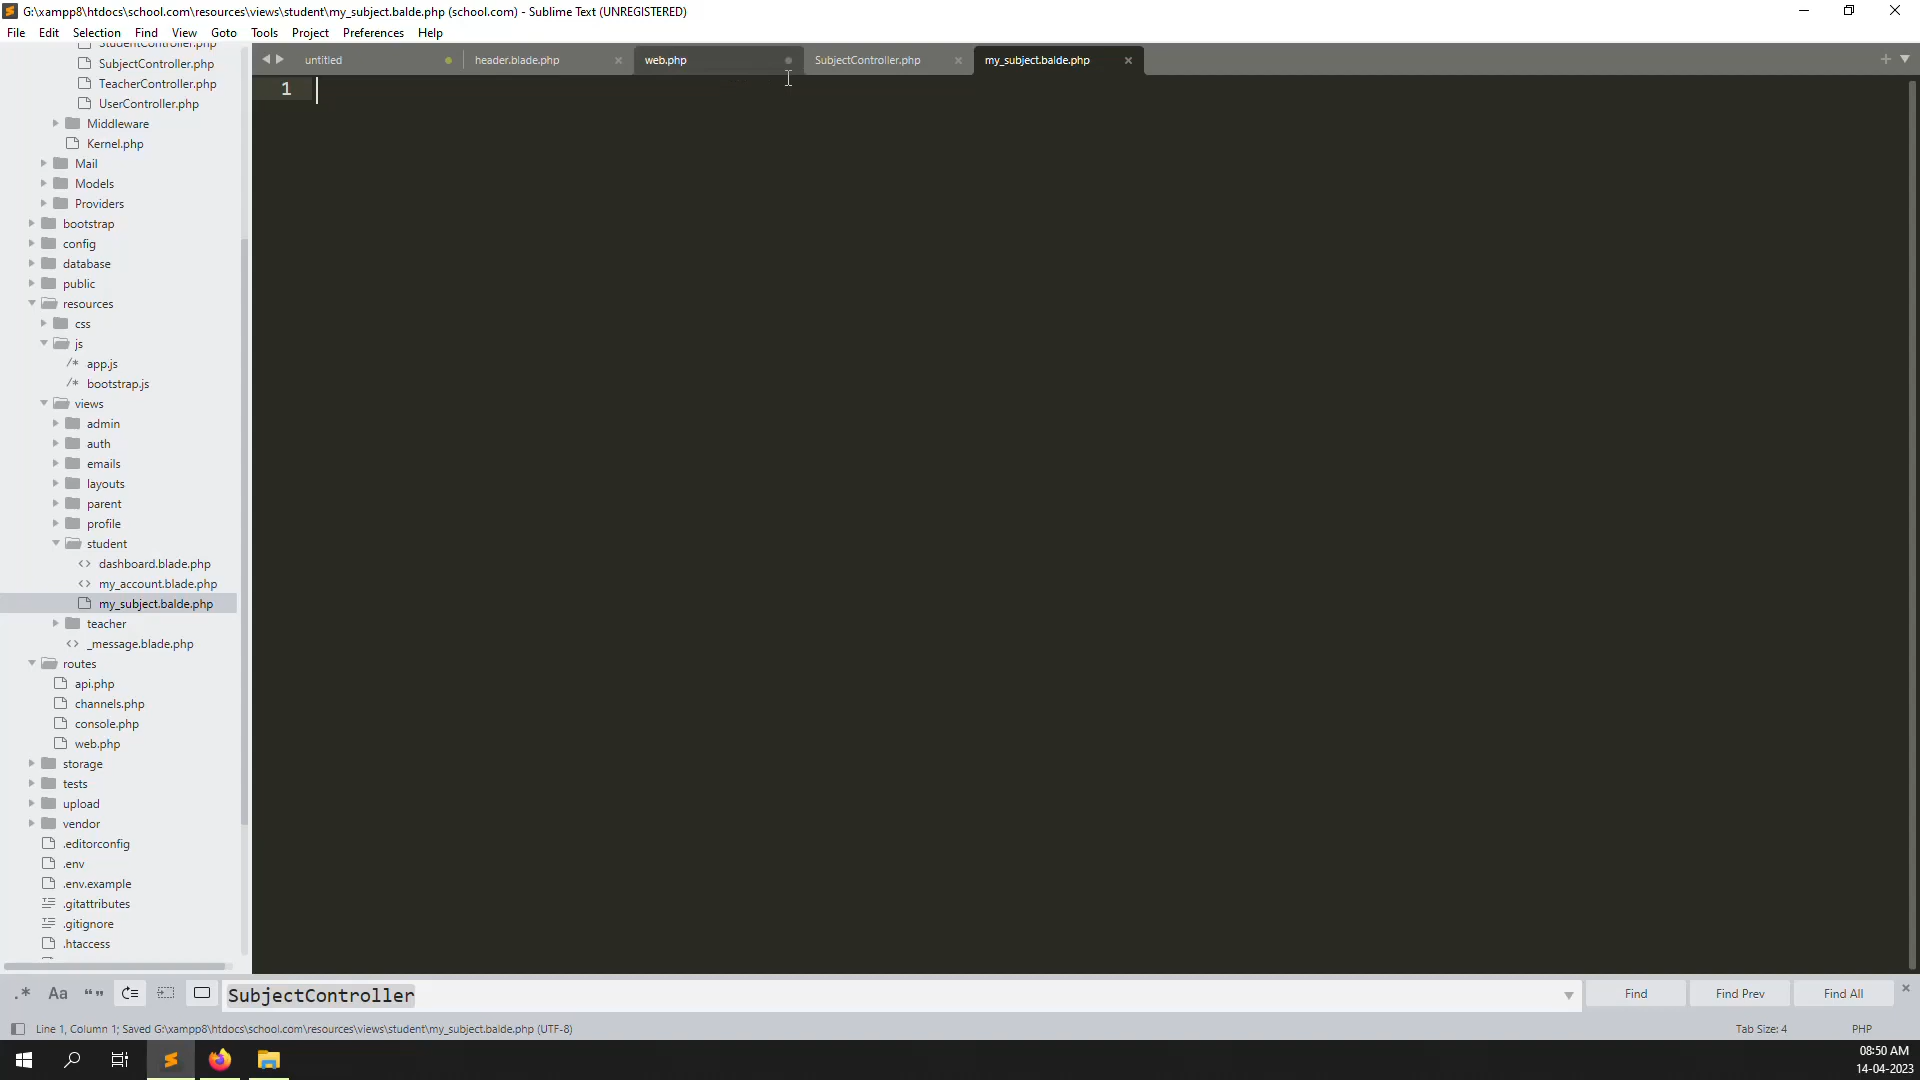 G:\xampp8\htdocs\school.com\resources\views\student\my_subject.balde.php (school.com) - Sublime Text (UNREGISTERED)
File Edit Selection Find View Goto Tools Project Preferences Help
untitled header.blade.php web.php SubjectController.php my_subject.balde.php
1
StudentController.php
SubjectController.php
TeacherController.php
UserController.php
Middleware
Kernel.php
Mail
Models
Providers
bootstrap
config
database
public
resources
css
js
/* app.js
/* bootstrap.js
views
admin
auth
emails
layouts
parent
profile
student
<> dashboard.blade.php
<> my_account.blade.php
my_subject.balde.php
teacher
<> _message.blade.php
routes
api.php
channels.php
console.php
web.php
storage
tests
upload
vendor
.editorconfig
.env
.env.example
.gitattributes
.gitignore
.htaccess
.* Aa “” SubjectController Find Find Prev Find All
Line 1, Column 1; Saved G:\xampp8\htdocs\school.com\resources\views\student\my_subject.balde.php (UTF-8) Tab Size: 4 PHP
08:50 AM
14-04-2023